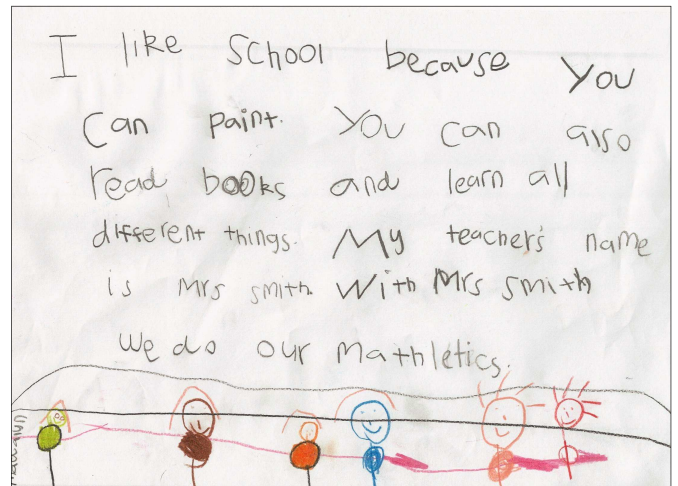 I like School because You
Can paint. You can also
read books and learn all
different things. My teacher's name
is Mrs smith. With Mrs smith
we do our mathletics.